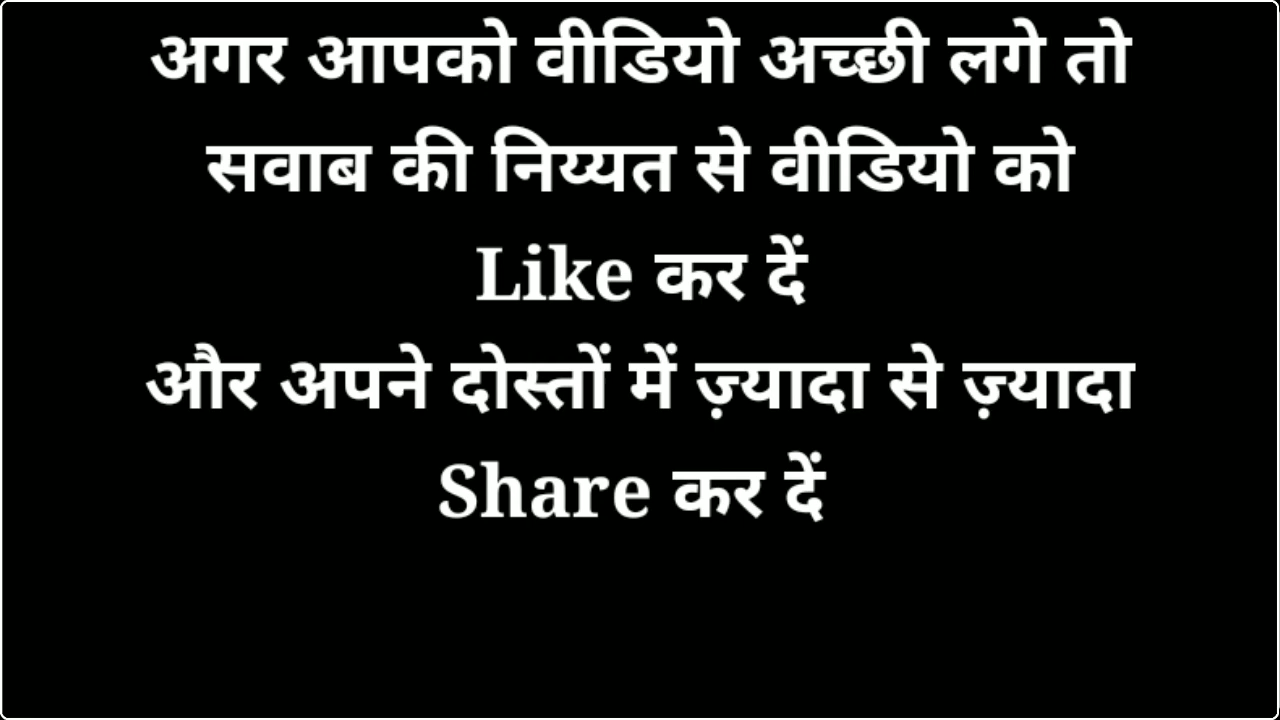 अगर आपको वीडियो अच्छी लगे तो
सवाब की निय्यत से वीडियो को
Like कर दें
और अपने दोस्तों में ज़्यादा से ज़्यादा
Share कर दें